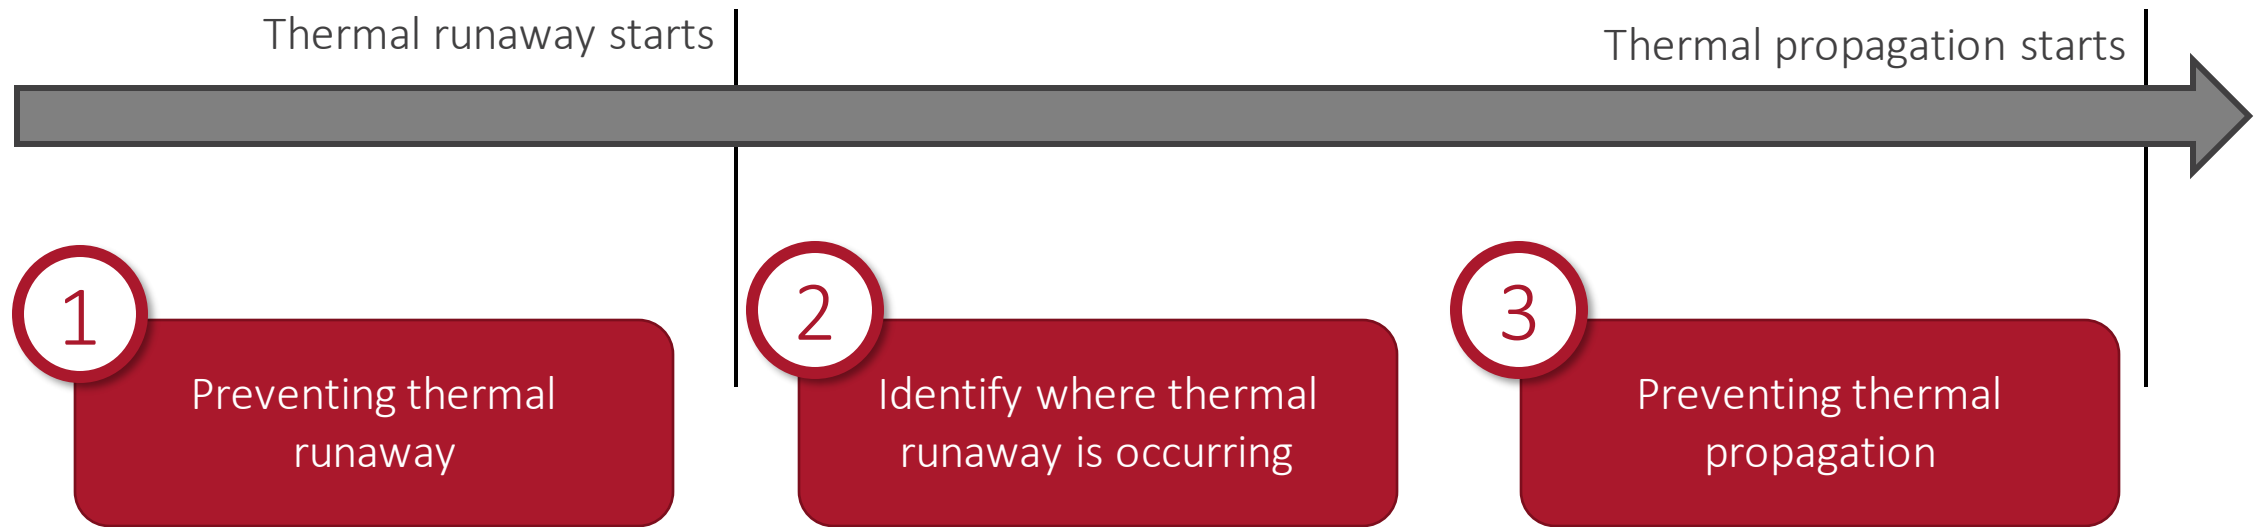 Thermal runaway starts
Thermal propagation starts
1
Preventing thermal
runaway
2
Identify where thermal
runaway is occurring
3
Preventing thermal
propagation